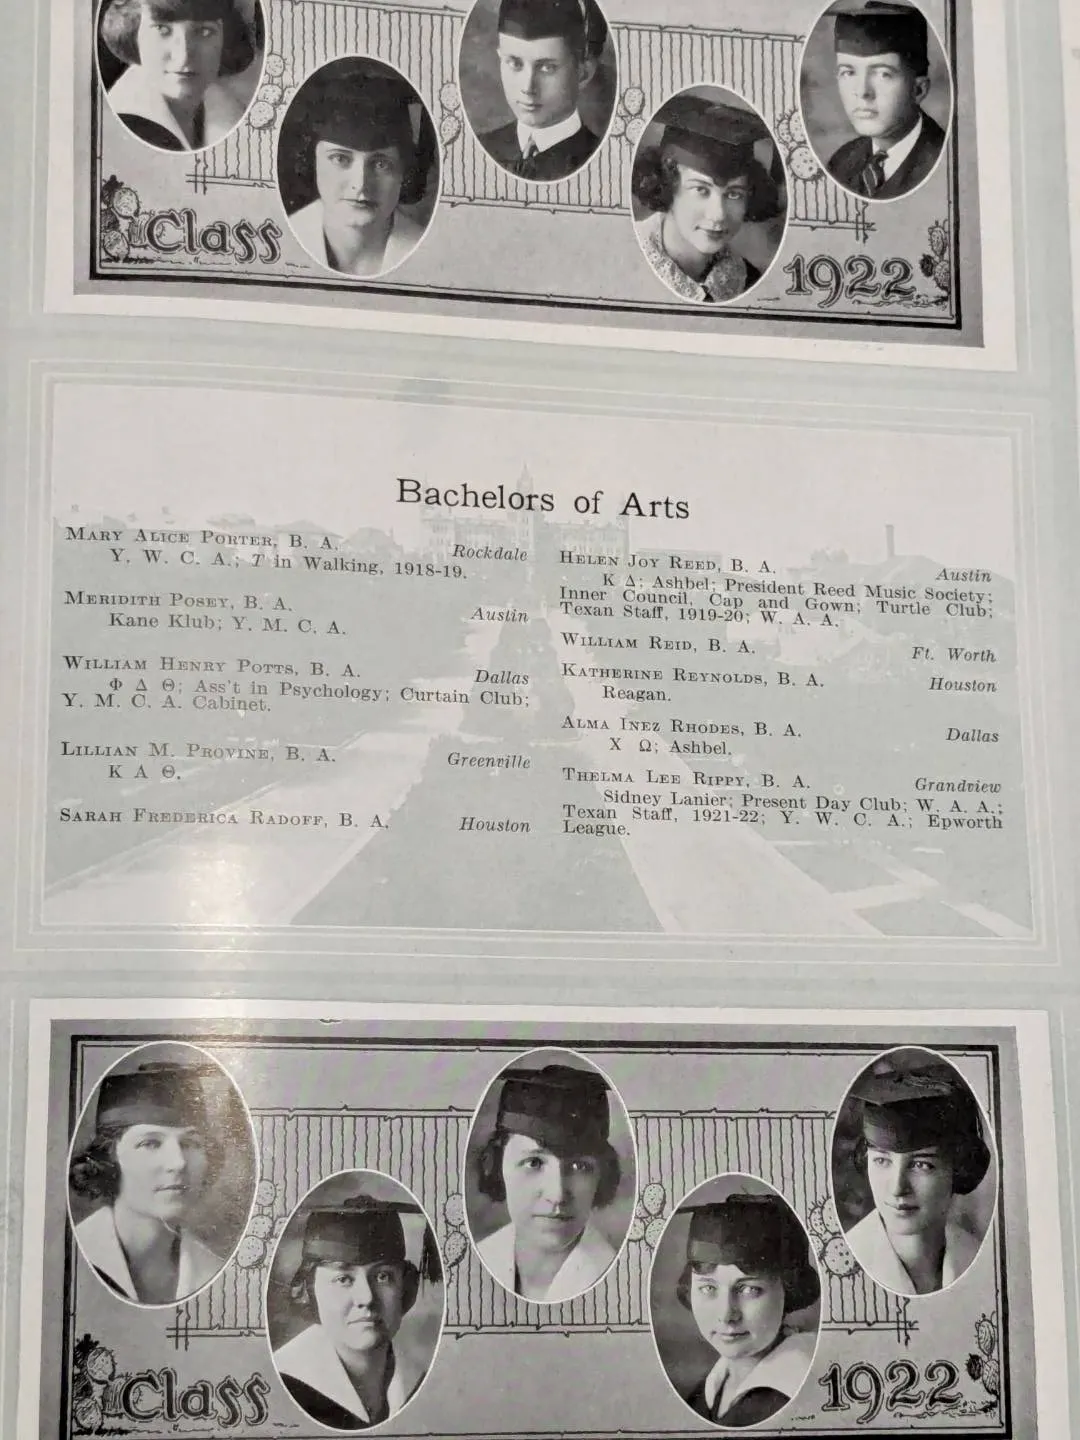 Class
1922
Bachelors of Arts
MARY ALICE PORTER, B. A. Rockdale
Y. W. C. A.; T in Walking, 1918-19.
MERIDITH POSEY, B. A. Austin
Kane Klub; Y. M. C. A.
WILLIAM HENRY POTTS, B. A. Dallas
Φ Δ Θ; Ass't in Psychology; Curtain Club;
Y. M. C. A. Cabinet.
LILLIAN M. PROVINE, B. A. Greenville
K A Θ.
SARAH FREDERICA RADOFF, B. A. Houston
HELEN JOY REED, B. A. Austin
K Δ; Ashbel; President Reed Music Society;
Inner Council, Cap and Gown; Turtle Club;
Texan Staff, 1919-20; W. A. A.
WILLIAM REID, B. A. Ft. Worth
KATHERINE REYNOLDS, B. A. Houston
Reagan.
ALMA INEZ RHODES, B. A. Dallas
X Ω; Ashbel.
THELMA LEE RIPPY, B. A. Grandview
Sidney Lanier; Present Day Club; W. A. A.;
Texan Staff, 1921-22; Y. W. C. A.; Epworth
League.
Class
1922